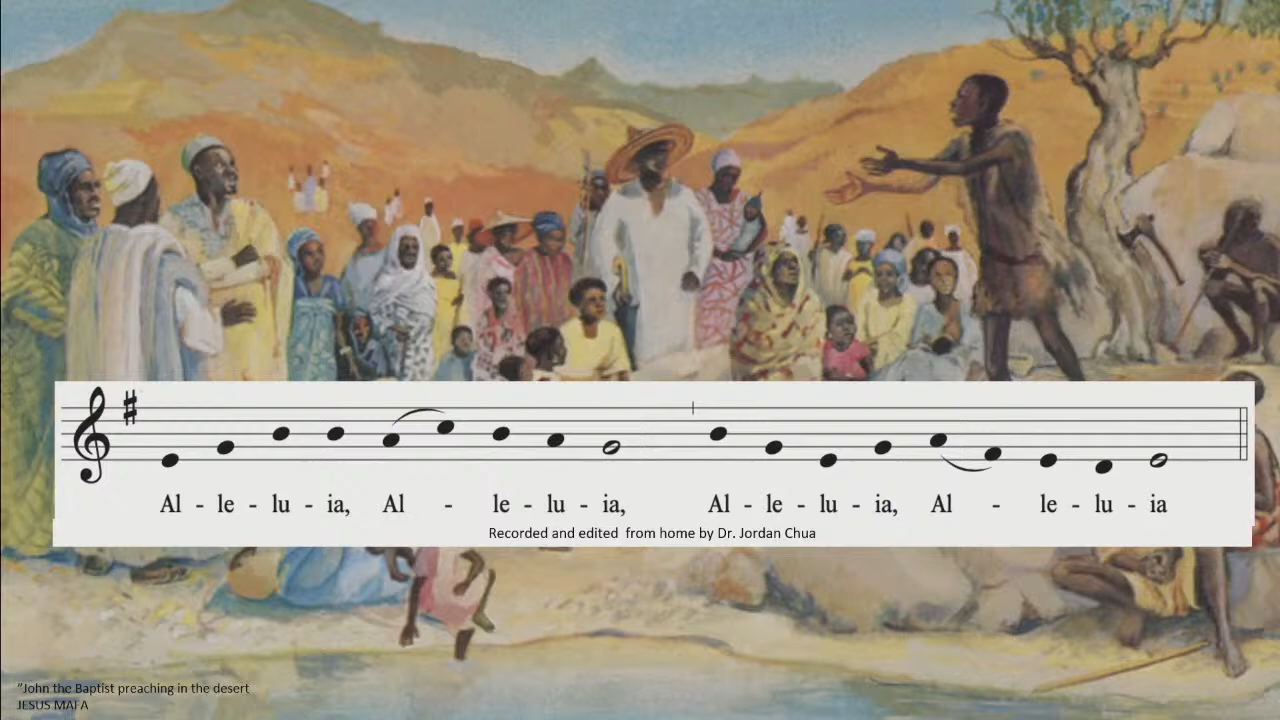 Al - le - lu - ia, Al - le - lu - ia, Al - le - lu - ia, Al - le - lu - ia
Recorded and edited from home by Dr. Jordan Chua
"John the Baptist preaching in the desert
JESUS MAFA